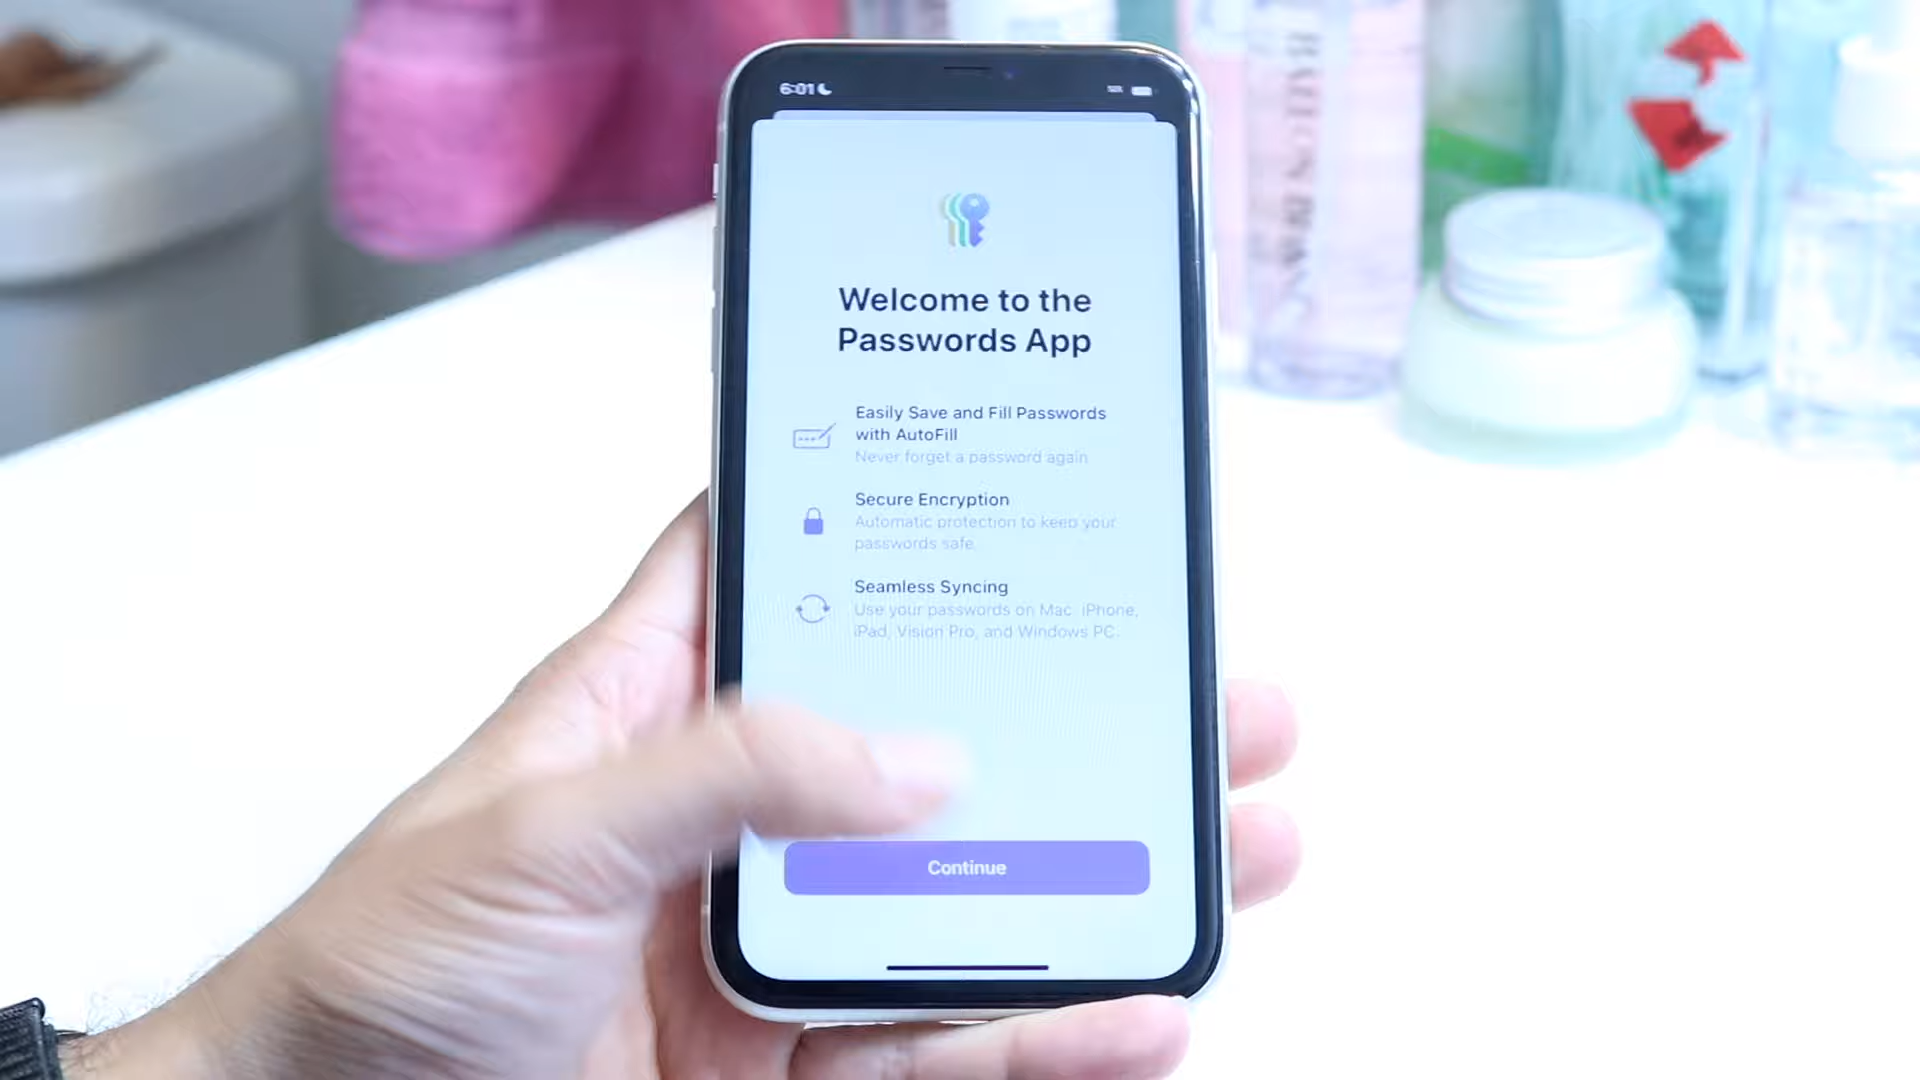 6:01
Welcome to the
Passwords App
Easily Save and Fill Passwords
with AutoFill
Never forget a password again
Secure Encryption
Automatic protection to keep your
passwords safe.
Seamless Syncing
Use your passwords on Mac, iPhone,
iPad, Vision Pro, and Windows PC.
Continue